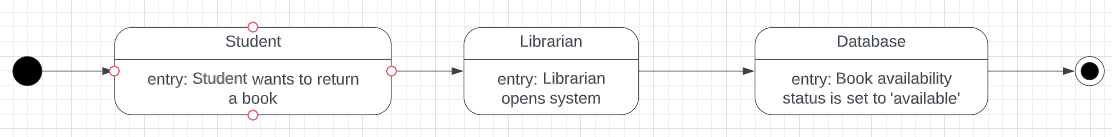 Student
entry: Student wants to return
a book
Librarian
entry: Librarian
opens system
Database
entry: Book availability
status is set to 'available'